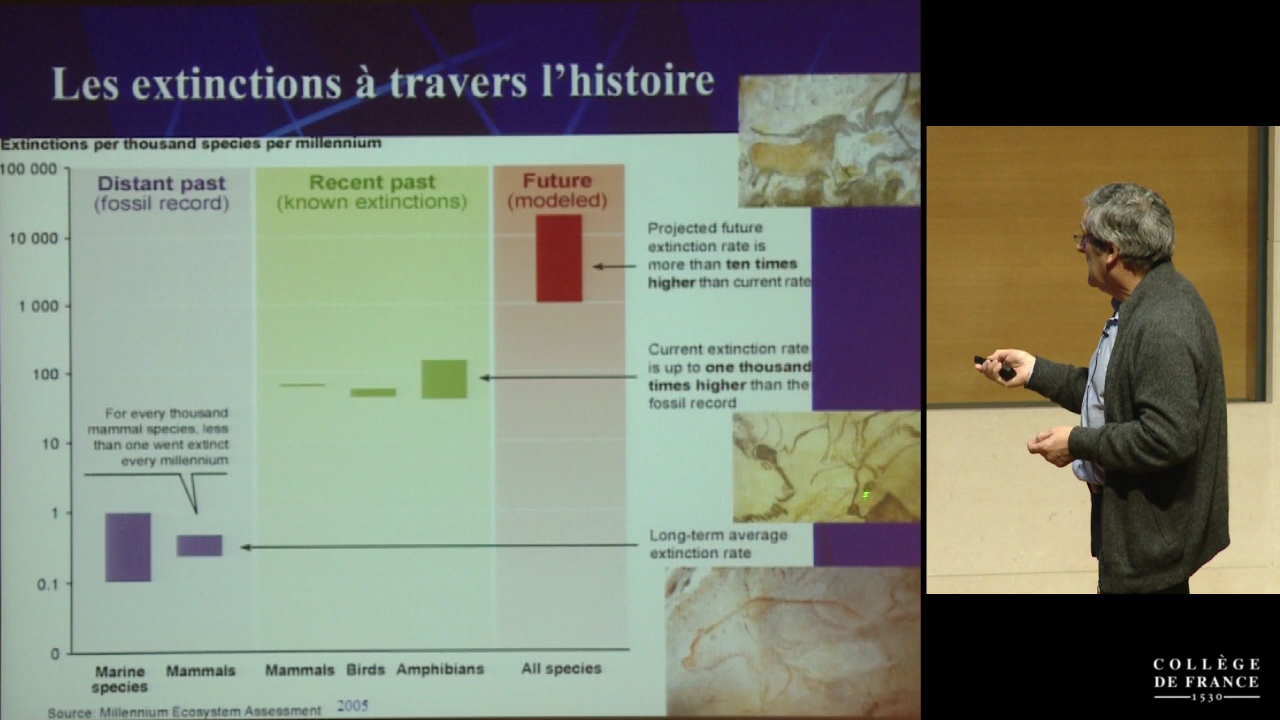 Les extinctions à travers l'histoire
Extinctions per thousand species per millennium
100 000
10 000
1 000
100
10
1
0.1
0
Distant past
(fossil record)
Recent past
(known extinctions)
Future
(modeled)
Projected future
extinction rate is
more than ten times
higher than current rate
Current extinction rate
is up to one thousand
times higher than the
fossil record
For every thousand
mammal species, less
than one went extinct
every millennium
Long-term average
extinction rate
Marine
species
Mammals
Mammals
Birds
Amphibians
All species
Source: Millennium Ecosystem Assessment 2005
COLLÈGE
DE FRANCE
1530